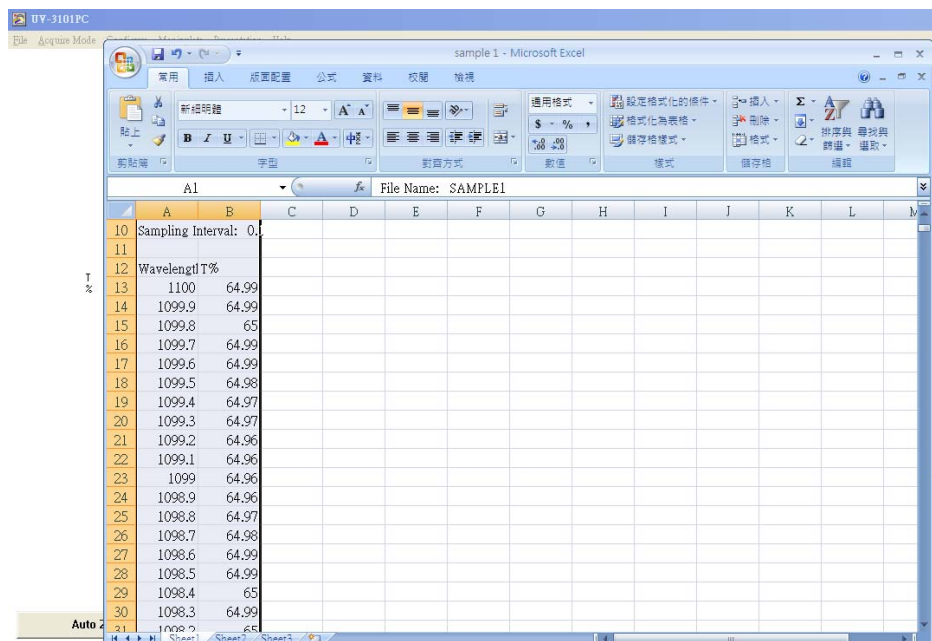 UV-3101PC
File Acquire Mode
sample 1 - Microsoft Excel
常用 插入 版面配置 公式 資料 校閱 檢視
貼上
新細明體 12 A A
B I U A 中
通用格式
$ % ,
.00 .00
設定格式化的條件
格式化為表格
儲存格樣式
插入
刪除
格式
Σ
排序與篩選
尋找與選取
剪貼簿 字型 對齊方式 數值 樣式 儲存格 編輯
A1 fx File Name: SAMPLE1
A B C D E F G H I J K L M
10 Sampling Interval: 0.
11
12 Wavelengtl T%
13 1100 64.99
14 1099.9 64.99
15 1099.8 65
16 1099.7 64.99
17 1099.6 64.99
18 1099.5 64.98
19 1099.4 64.97
20 1099.3 64.97
21 1099.2 64.96
22 1099.1 64.96
23 1099 64.96
24 1098.9 64.96
25 1098.8 64.97
26 1098.7 64.98
27 1098.6 64.99
28 1098.5 64.99
29 1098.4 65
30 1098.3 64.99
31 1098.2 65
T
%
Auto
Sheet1 Sheet2 Sheet3